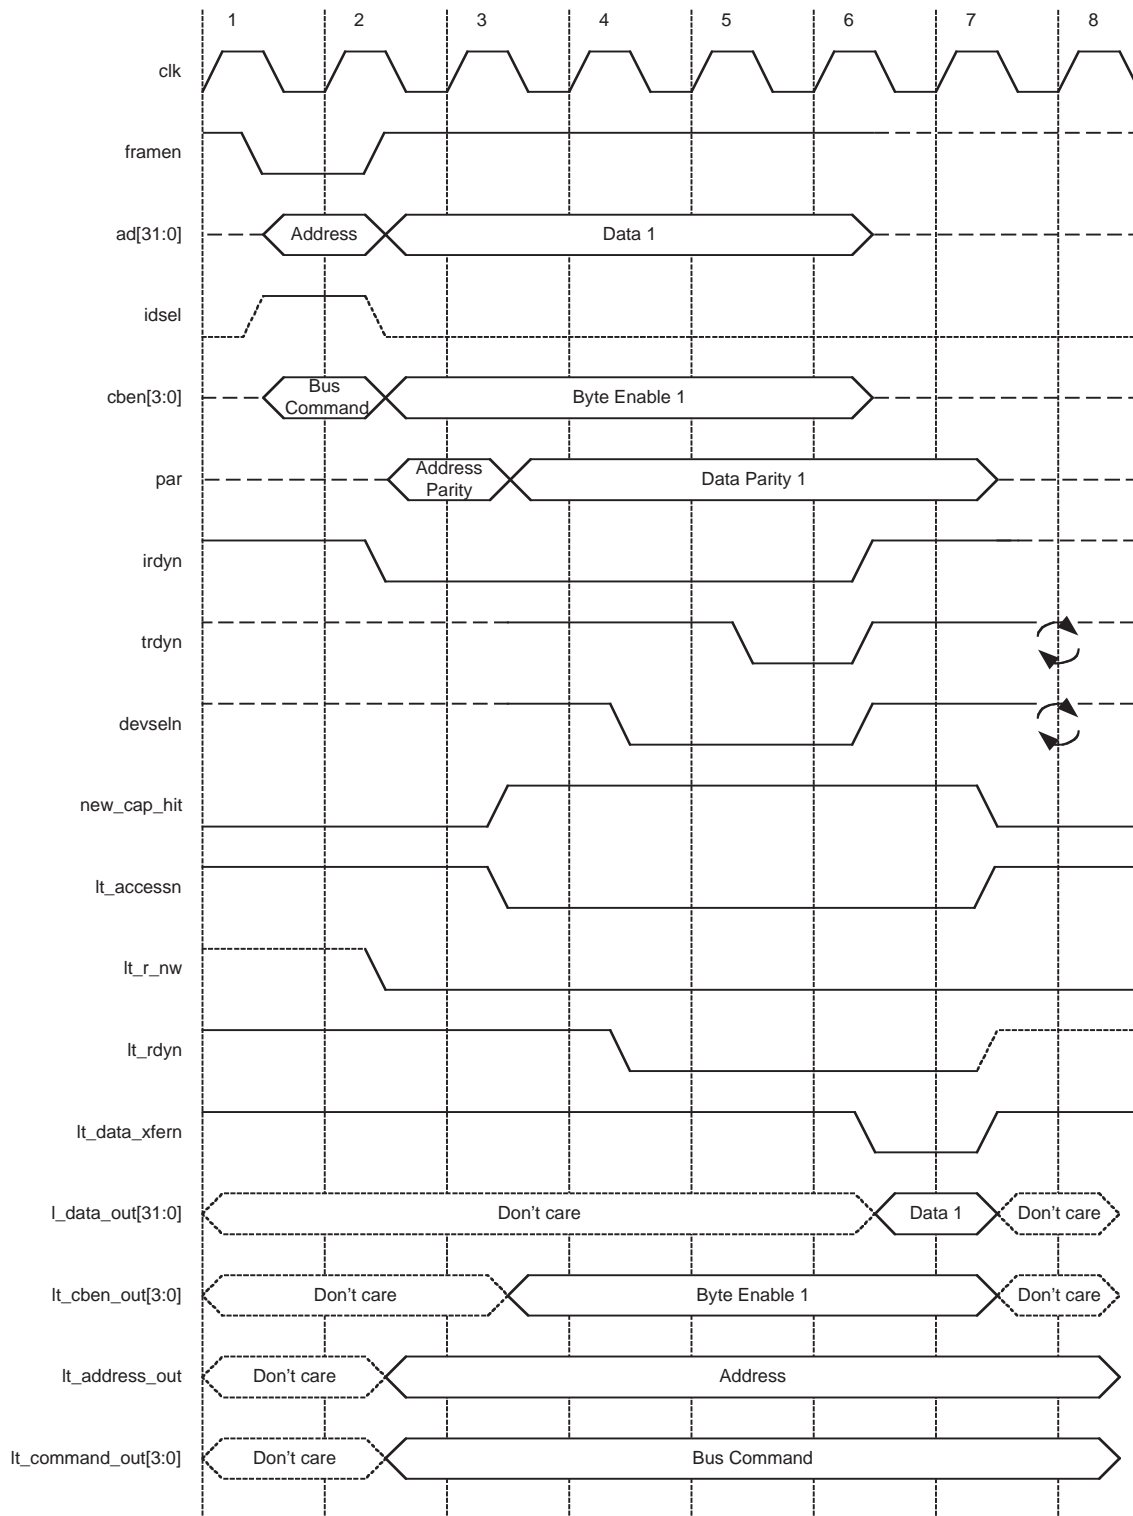 1 2 3 4 5 6 7 8
clk
framen
ad[31:0] Address Data 1
idsel
cben[3:0] Bus Command Byte Enable 1
par Address Parity Data Parity 1
irdyn
trdyn
devseln
new_cap_hit
lt_accessn
lt_r_nw
lt_rdyn
lt_data_xfern
l_data_out[31:0] Don't care Data 1 Don't care
lt_cben_out[3:0] Don't care Byte Enable 1 Don't care
lt_address_out Don't care Address
lt_command_out[3:0] Don't care Bus Command